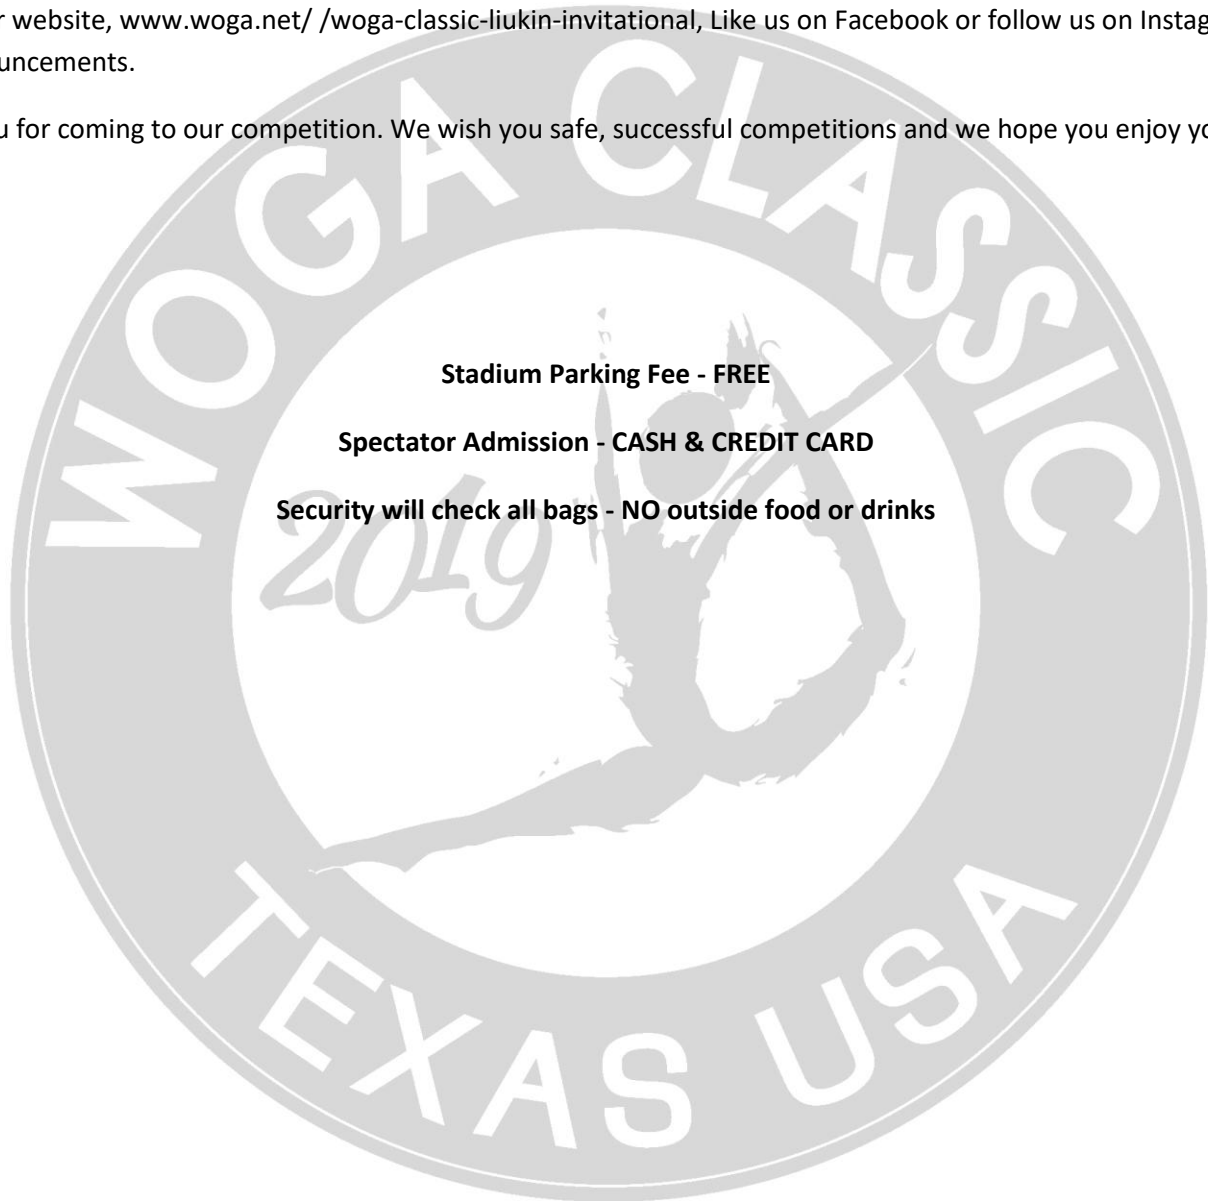 r website, www.woga.net/ /woga-classic-liukin-invitational, Like us on Facebook or follow us on Instag
uncements.
u for coming to our competition. We wish you safe, successful competitions and we hope you enjoy yo
WOGA CLASSIC
Stadium Parking Fee - FREE
Spectator Admission - CASH & CREDIT CARD
Security will check all bags - NO outside food or drinks
2019
TEXAS USA